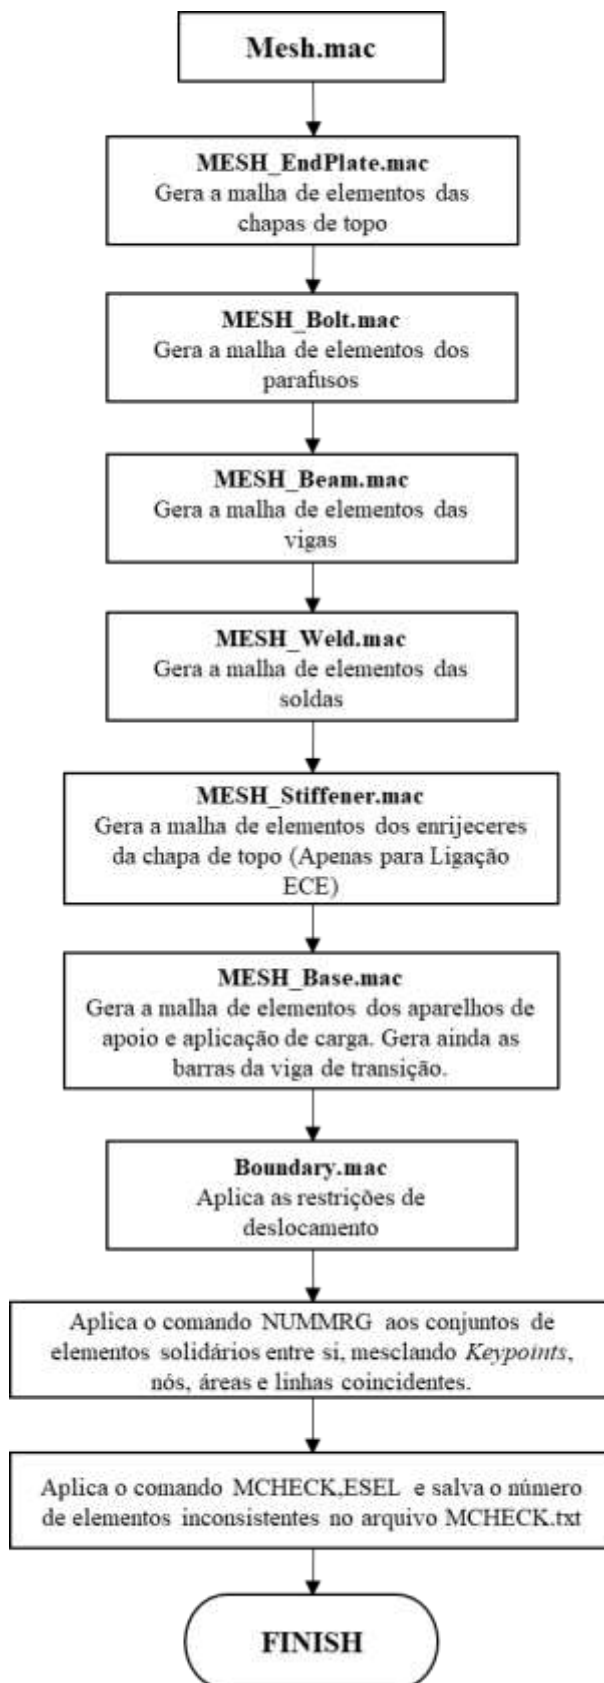 Mesh.mac
MESH_EndPlate.mac
Gera a malha de elementos das
chapas de topo
MESH_Bolt.mac
Gera a malha de elementos dos
parafusos
MESH_Beam.mac
Gera a malha de elementos das
vigas
MESH_Weld.mac
Gera a malha de elementos das
soldas
MESH_Stiffener.mac
Gera a malha de elementos dos enrijeceres
da chapa de topo (Apenas para Ligação
ECE)
MESH_Base.mac
Gera a malha de elementos dos aparelhos de
apoio e aplicação de carga. Gera ainda as
barras da viga de transição.
Boundary.mac
Aplica as restrições de
deslocamento
Aplica o comando NUMMRG aos conjuntos de
elementos solidários entre si, mesclando Keypoints,
nós, áreas e linhas coincidentes.
Aplica o comando MCHECK,ESEL e salva o número
de elementos inconsistentes no arquivo MCHECK.txt
FINISH